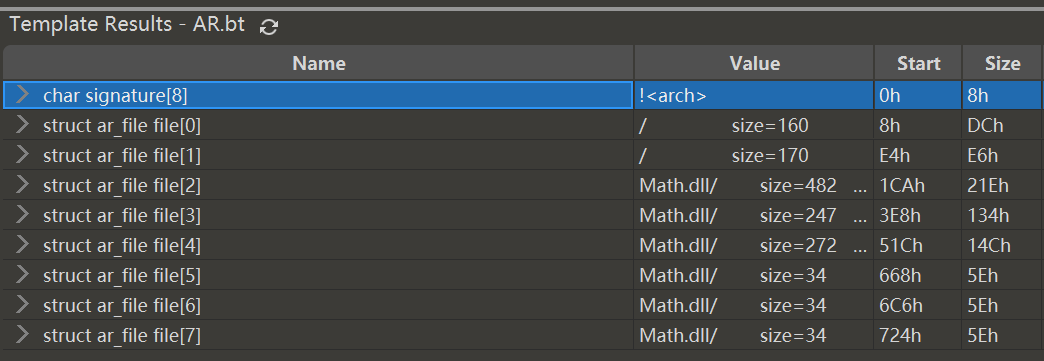 Template Results - AR.bt
Name Value Start Size
char signature[8] !<arch> 0h 8h
struct ar_file file[0] / size=160 8h DCh
struct ar_file file[1] / size=170 E4h E6h
struct ar_file file[2] Math.dll/ size=482 ... 1CAh 21Eh
struct ar_file file[3] Math.dll/ size=247 ... 3E8h 134h
struct ar_file file[4] Math.dll/ size=272 ... 51Ch 14Ch
struct ar_file file[5] Math.dll/ size=34 668h 5Eh
struct ar_file file[6] Math.dll/ size=34 6C6h 5Eh
struct ar_file file[7] Math.dll/ size=34 724h 5Eh